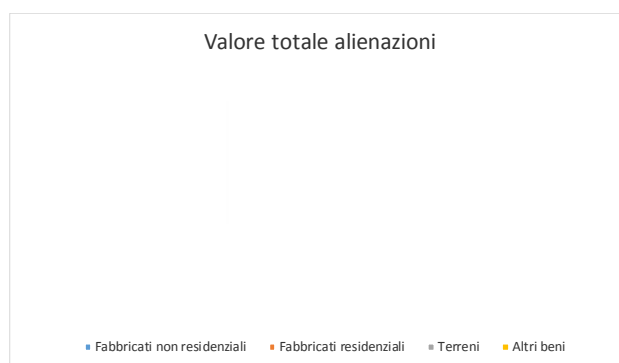 Valore totale alienazioni
Fabbricati non residenziali Fabbricati residenziali Terreni Altri beni